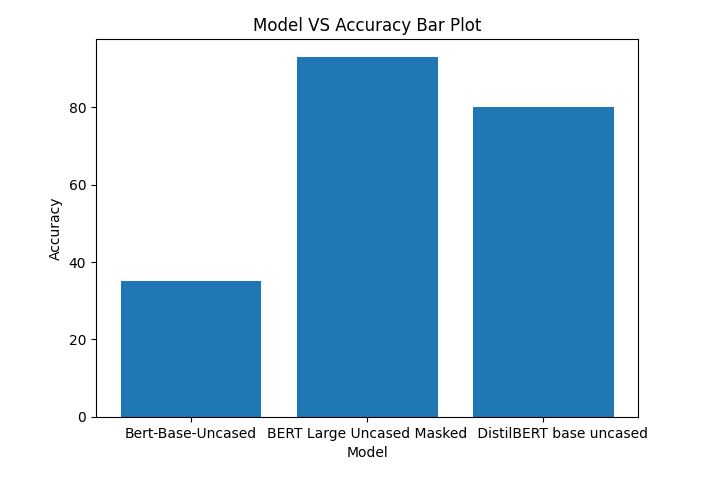 Model VS Accuracy Bar Plot
80
60
40
20
0
Accuracy
Bert-Base-Uncased BERT Large Uncased Masked DistilBERT base uncased
Model